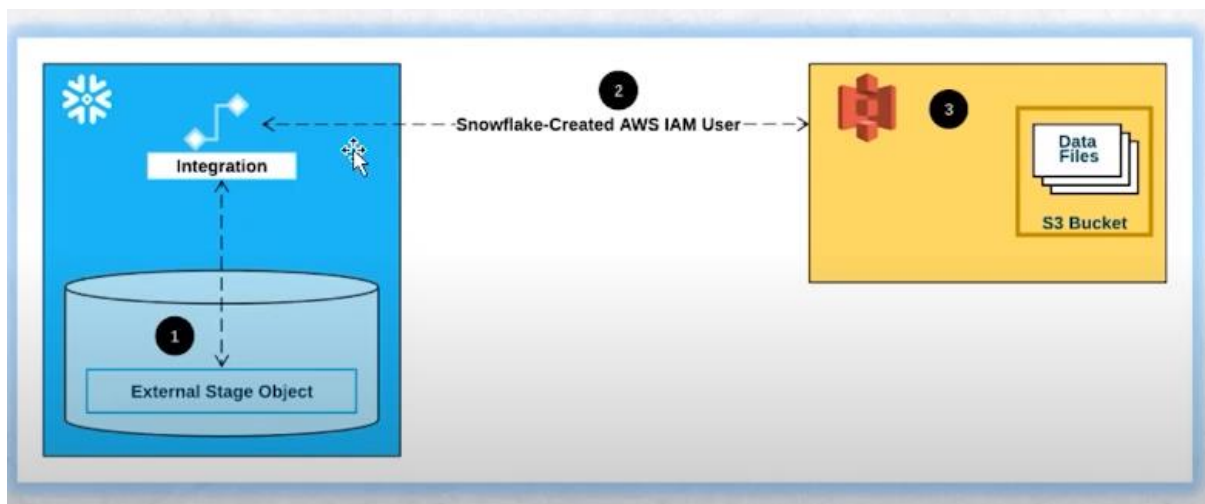 2
Snowflake-Created AWS IAM User
3
Data
Files
Integration
S3 Bucket
1
External Stage Object